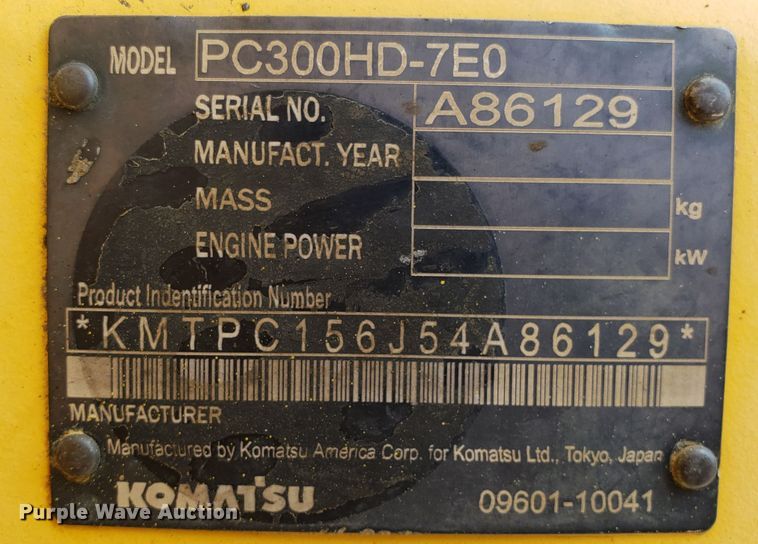 MODEL PC300HD-7E0
SERIAL NO. A86129
MANUFACT. YEAR
MASS kg
ENGINE POWER kW
Product Indentification Number
*KMTPC156J54A86129*
MANUFACTURER
Manufactured by Komatsu America Corp. for Komatsu Ltd., Tokyo, Japan
KOMATSU 09601-10041
Purple Wave Auction